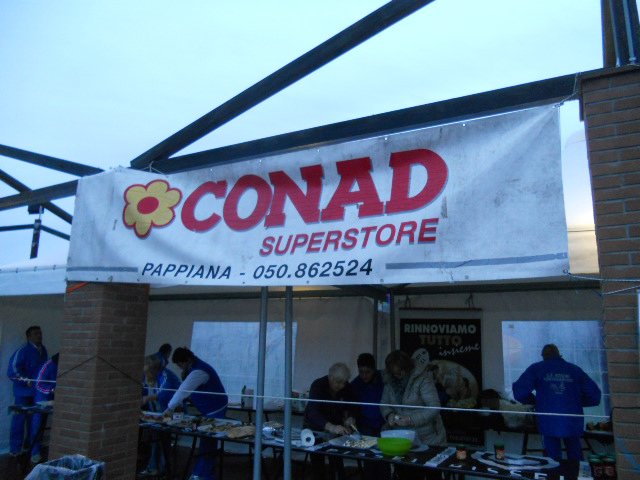 CONAD
SUPERSTORE
PAPPIANA - 050.862524
RINNOVIAMO
TUTTO
insieme